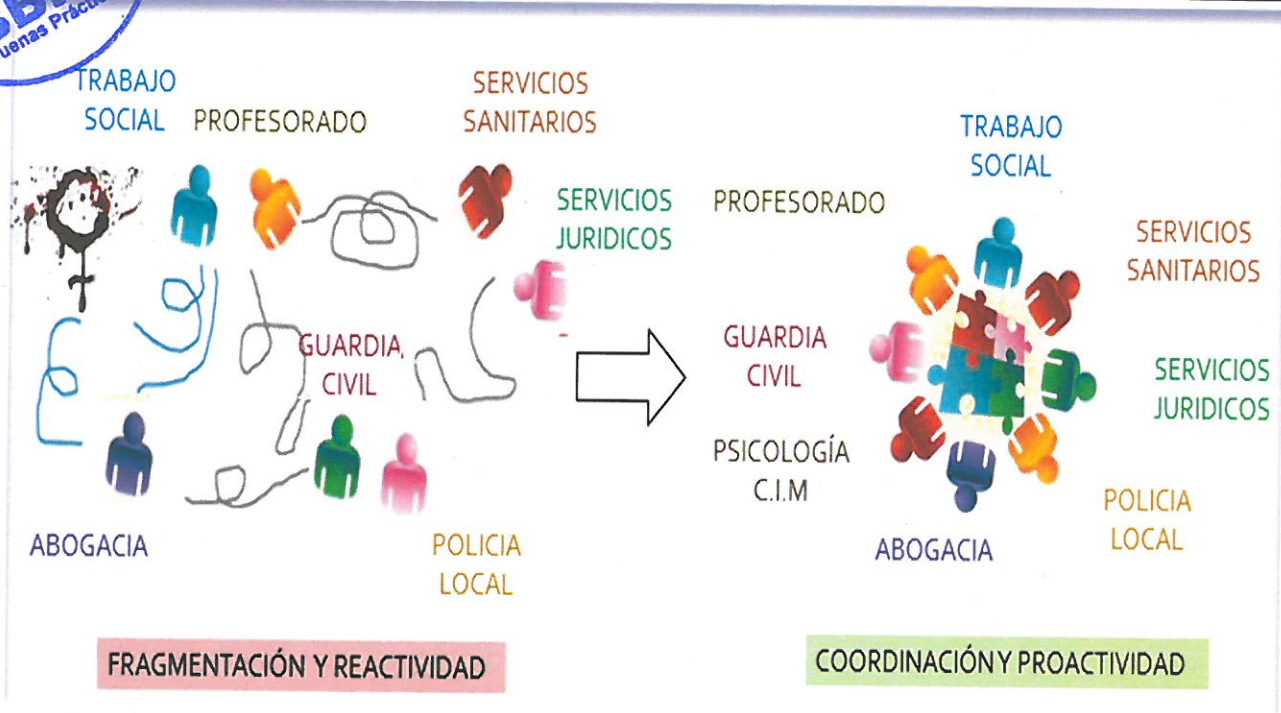 uenas Práctic
TRABAJO
SOCIAL
PROFESORADO
SERVICIOS
SANITARIOS
SERVICIOS
JURIDICOS
GUARDIA
CIVIL
ABOGACIA
POLICIA
LOCAL
FRAGMENTACIÓN Y REACTIVIDAD
TRABAJO
SOCIAL
PROFESORADO
SERVICIOS
SANITARIOS
GUARDIA
CIVIL
SERVICIOS
JURIDICOS
PSICOLOGÍA
C.I.M
POLICIA
LOCAL
ABOGACIA
COORDINACIÓN Y PROACTIVIDAD